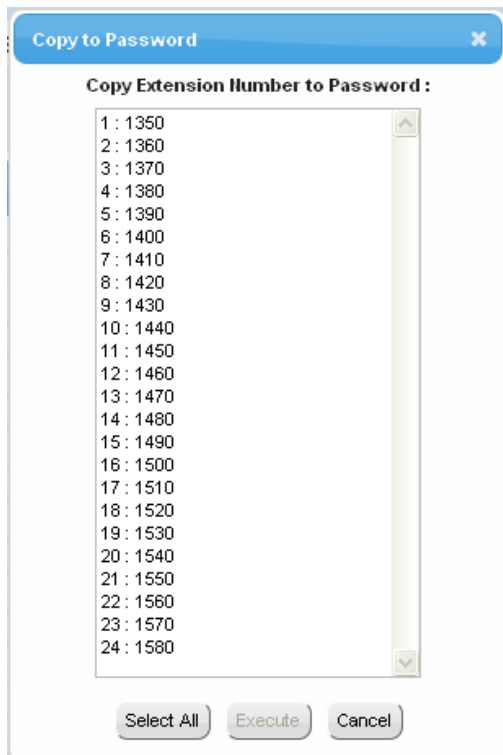 Copy to Password
Copy Extension Number to Password :
1 : 1350
2 : 1360
3 : 1370
4 : 1380
5 : 1390
6 : 1400
7 : 1410
8 : 1420
9 : 1430
10 : 1440
11 : 1450
12 : 1460
13 : 1470
14 : 1480
15 : 1490
16 : 1500
17 : 1510
18 : 1520
19 : 1530
20 : 1540
21 : 1550
22 : 1560
23 : 1570
24 : 1580
Select All Execute Cancel